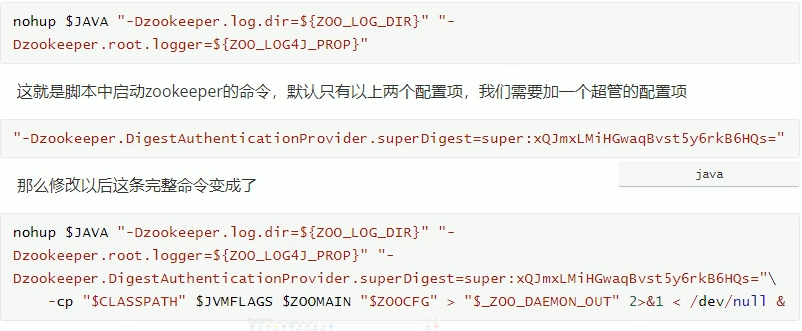 nohup $JAVA "-Dzookeeper.log.dir=${ZOO_LOG_DIR}" "-
Dzookeeper.root.logger=${ZOO_LOG4J_PROP}"
这就是脚本中启动zookeeper的命令，默认只有以上两个配置项，我们需要加一个超管的配置项
"-Dzookeeper.DigestAuthenticationProvider.superDigest=super:xQJmxLMiHGwaqBvst5y6rkB6HQs="
java
那么修改以后这条完整命令变成了
nohup $JAVA "-Dzookeeper.log.dir=${ZOO_LOG_DIR}" "-
Dzookeeper.root.logger=${ZOO_LOG4J_PROP}" "-
Dzookeeper.DigestAuthenticationProvider.superDigest=super:xQJmxLMiHGwaqBvst5y6rkB6HQs="\
-cp "$CLASSPATH" $JVMFLAGS $ZOOMAIN "$ZOOCFG" > "$_ZOO_DAEMON_OUT" 2>&1 < /dev/null &